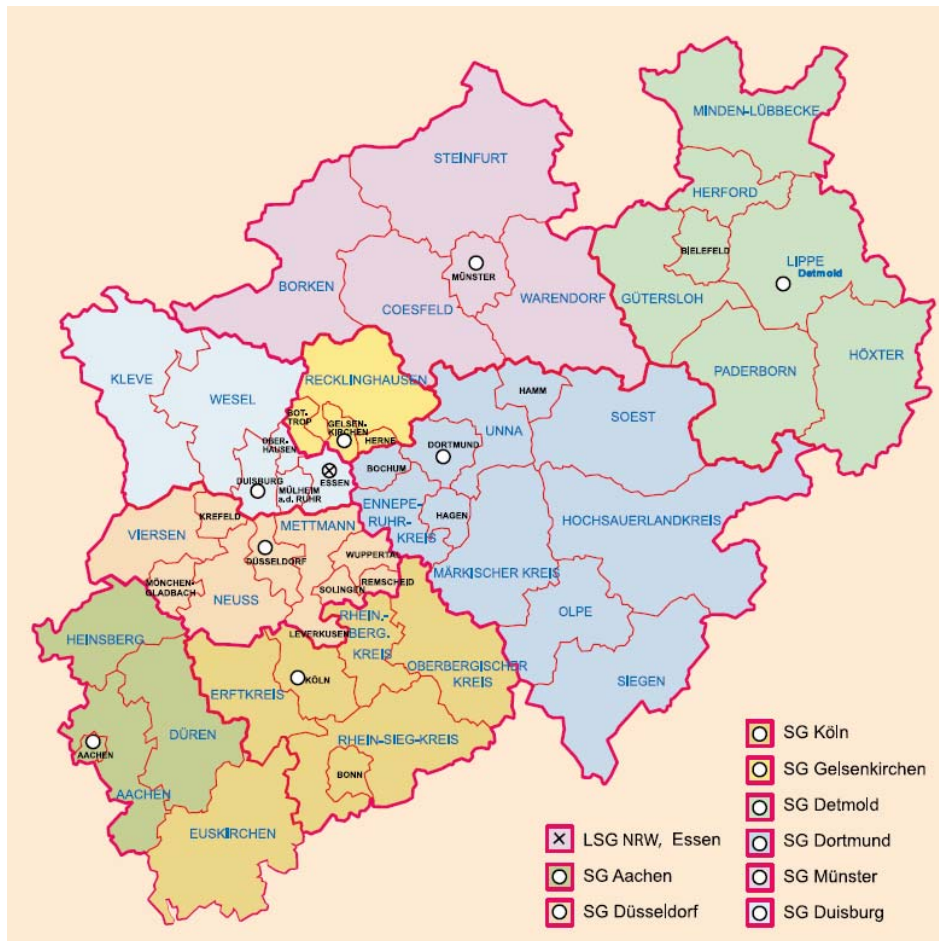 MINDEN-LÜBBECKE
STEINFURT
HERFORD
BIELEFELD
LIPPE
Detmold
MÜNSTER
BORKEN
WARENDORF
GÜTERSLOH
COESFELD
HÖXTER
PADERBORN
KLEVE
RECKLINGHAUSEN
WESEL
HAMM
SOEST
BOT-
TROP
GELSEN-
KIRCHEN
UNNA
HERNE
DORTMUND
OBER-
HAUSEN
BOCHUM
DUISBURG
ESSEN
MÜLHEIM
a.d. RUHR
ENNEPE-
RUHR-
KREIS
HAGEN
HOCHSAUERLANDKREIS
KREFELD
METTMANN
VIERSEN
WUPPERTAL
DÜSSELDORF
MÄRKISCHER KREIS
MÖNCHEN-
GLADBACH
REMSCHEID
SOLINGEN
NEUSS
OLPE
RHEIN.-
BERG.
KREIS
LEVERKUSEN
HEINSBERG
OBERBERGISCHER
KREIS
KÖLN
SIEGEN
ERFTKREIS
DÜREN
RHEIN-SIEG-KREIS
AACHEN
BONN
AACHEN
EUSKIRCHEN
SG Köln
SG Gelsenkirchen
SG Detmold
LSG NRW, Essen
SG Dortmund
SG Aachen
SG Münster
SG Düsseldorf
SG Duisburg